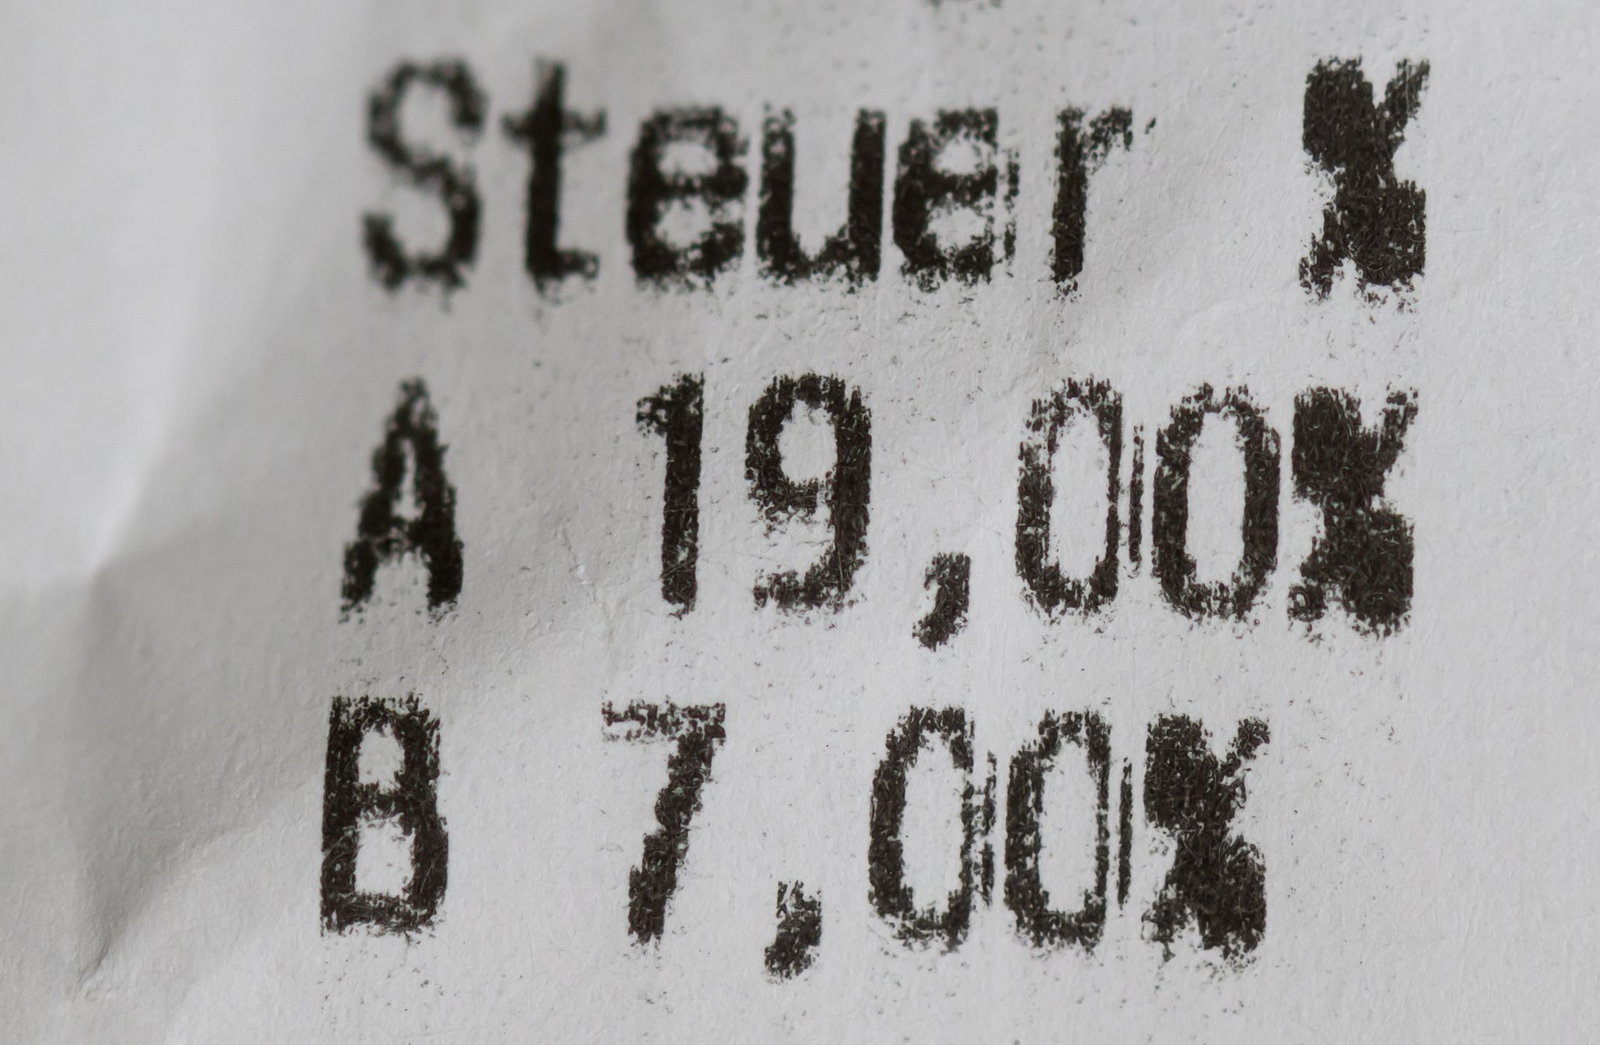 Steuer %
A 19,00%
B 7,00%